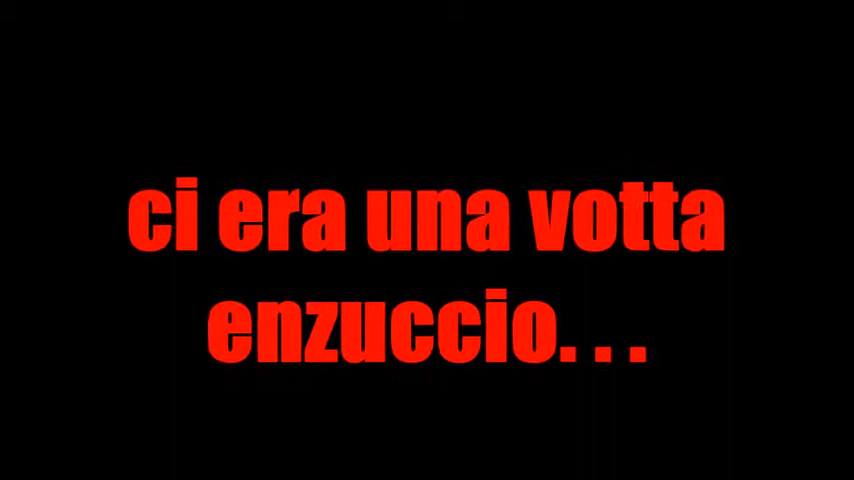 ci era una votta
enzuccio. . .